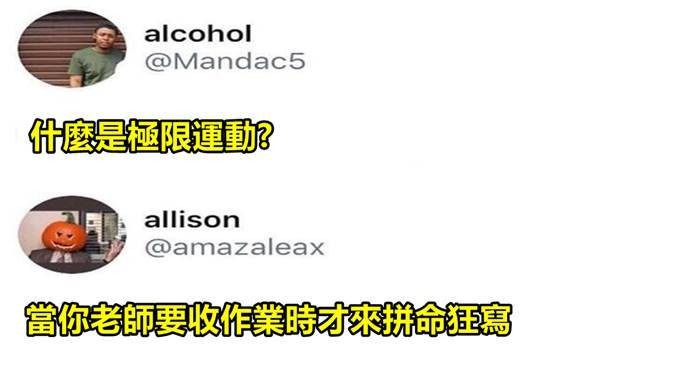 alcohol
@Mandac5
什麼是極限運動?
allison
@amazaleax
當你老師要收作業時才來拼命狂寫